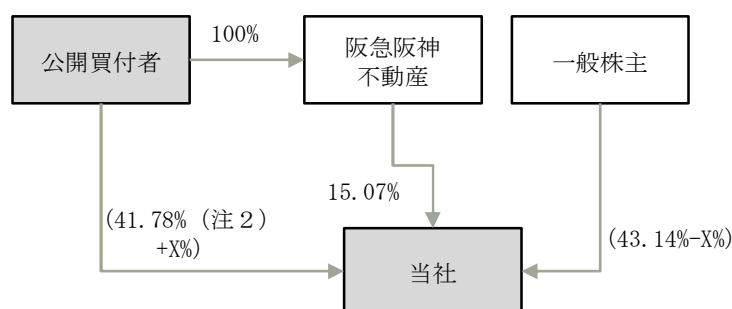 公開買付者
100%
阪急阪神
不動産
一般株主
15.07%
(41.78% (注２)
+X%)
(43.14%-X%)
当社